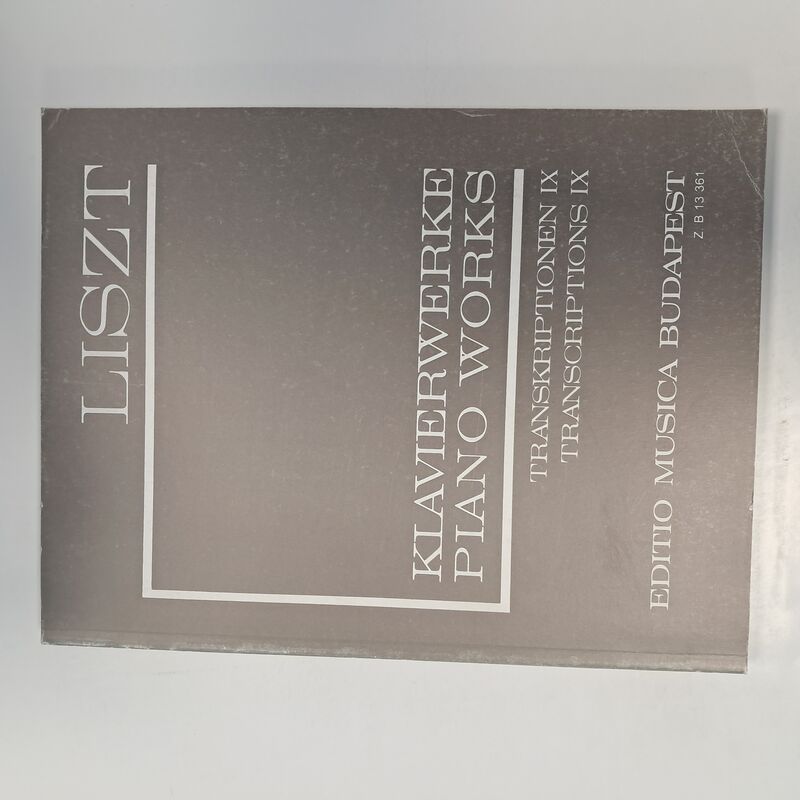 LISZT
KLAVIERWERKE
PIANO WORKS
TRANSKRIPTIONEN IX
TRANSCRIPTIONS IX
EDITIO MUSICA BUDAPEST
Z. B 13 361